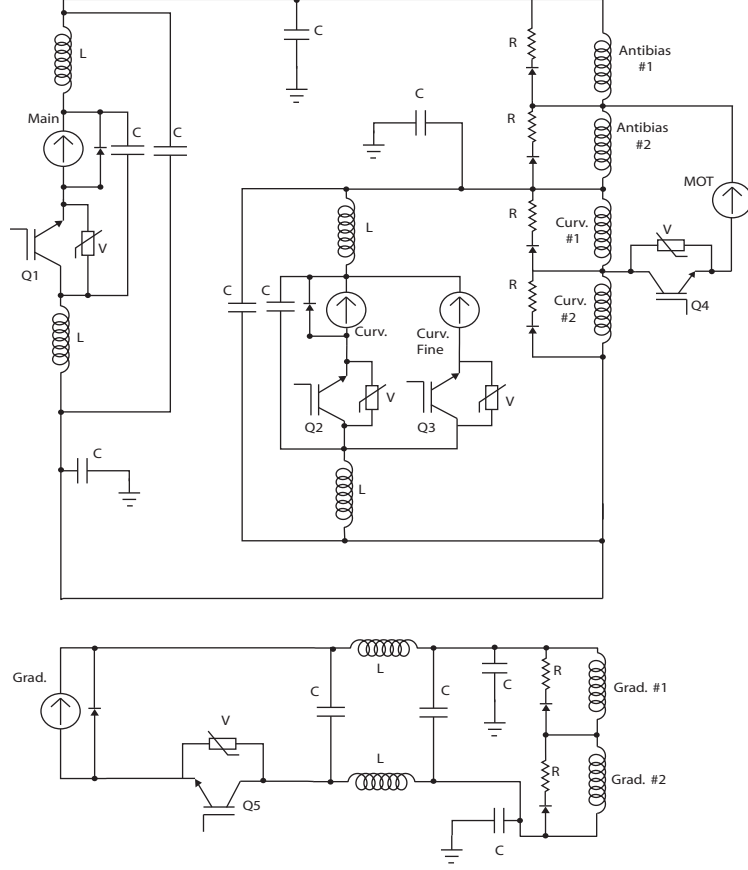 L
C
R
Antibias
#1
Main
C
C
C
R
Antibias
#2
MOT
Q1
V
L
R
Curv.
#1
V
C
C
R
Q4
L
Curv.
Curv.
Fine
Curv.
#2
Q2
V
Q3
V
C
L
Grad.
L
C
C
C
R
Grad. #1
V
L
R
Grad. #2
Q5
C